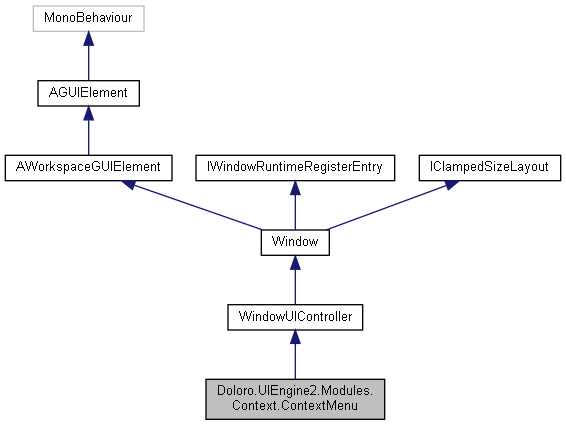 MonoBehaviour
AGUIElement
AWorkspaceGUIElement
IWindowRuntimeRegisterEntry
IClampedSizeLayout
Window
WindowUIController
Doloro.UIEngine2.Modules.
Context.ContextMenu